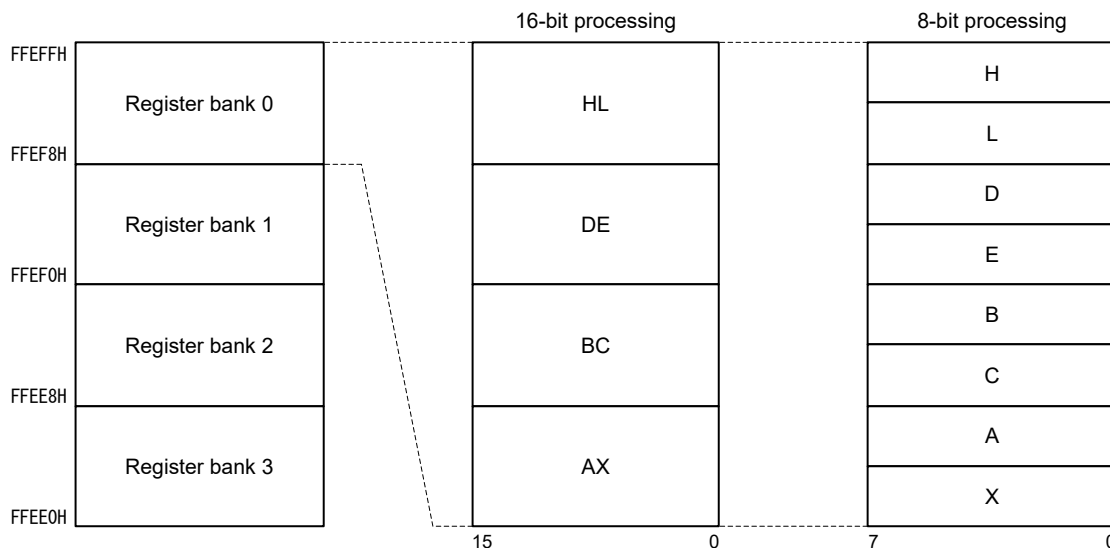 16-bit processing
8-bit processing
FFEFFH
Register bank 0
HL
H
L
FFEF8H
Register bank 1
DE
D
E
FFEF0H
Register bank 2
BC
B
C
FFEE8H
Register bank 3
AX
A
X
FFEE0H
15 0 7 0